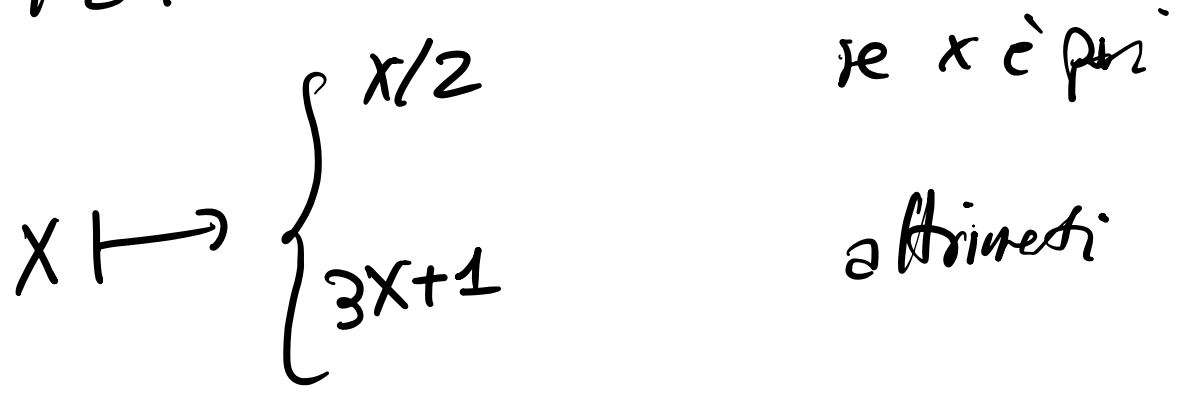 x/2 se x è pari
x ↦ {
3x+1 altrimenti